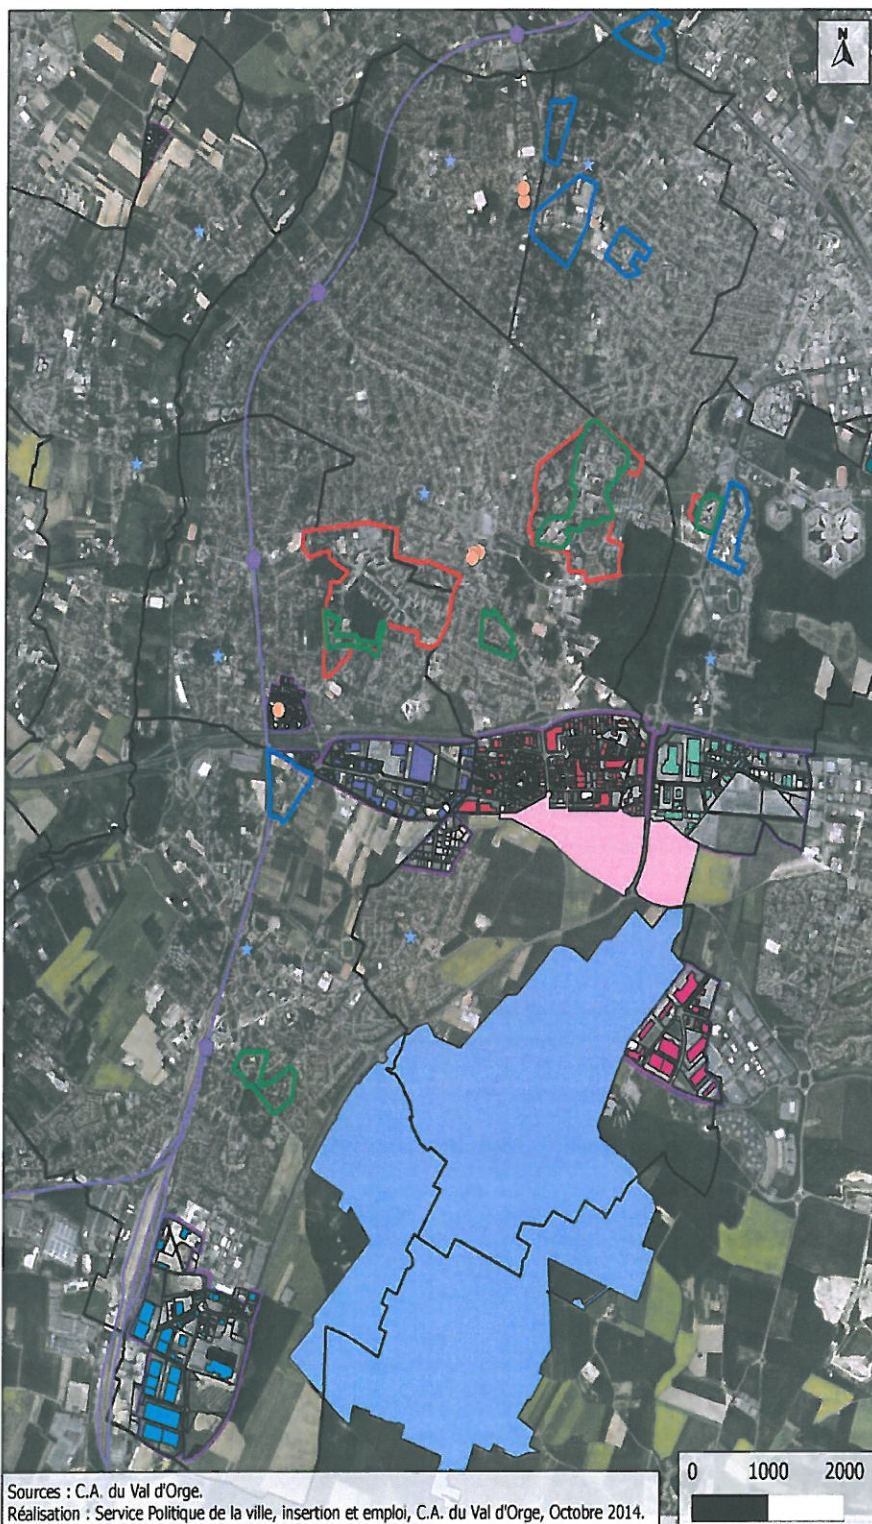 N
0 1000 2000
Sources : C.A. du Val d'Orge.
Réalisation : Service Politique de la ville, insertion et emploi, C.A. du Val d'Orge, Octobre 2014.